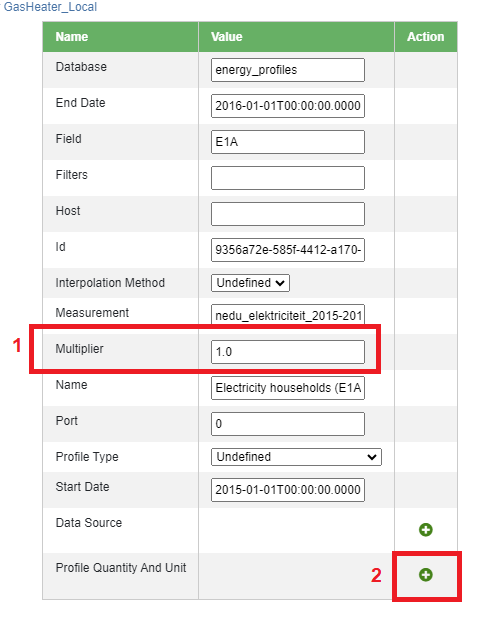 GasHeater_Local
Name Value Action
Database energy_profiles
End Date 2016-01-01T00:00:00.0000
Field E1A
Filters
Host
Id 9356a72e-585f-4412-a170-
Interpolation Method Undefined
Measurement nedu_elektriciteit_2015-201
1 Multiplier 1.0
Name Electricity households (E1A
Port 0
Profile Type Undefined
Start Date 2015-01-01T00:00:00.0000
Data Source
Profile Quantity And Unit 2